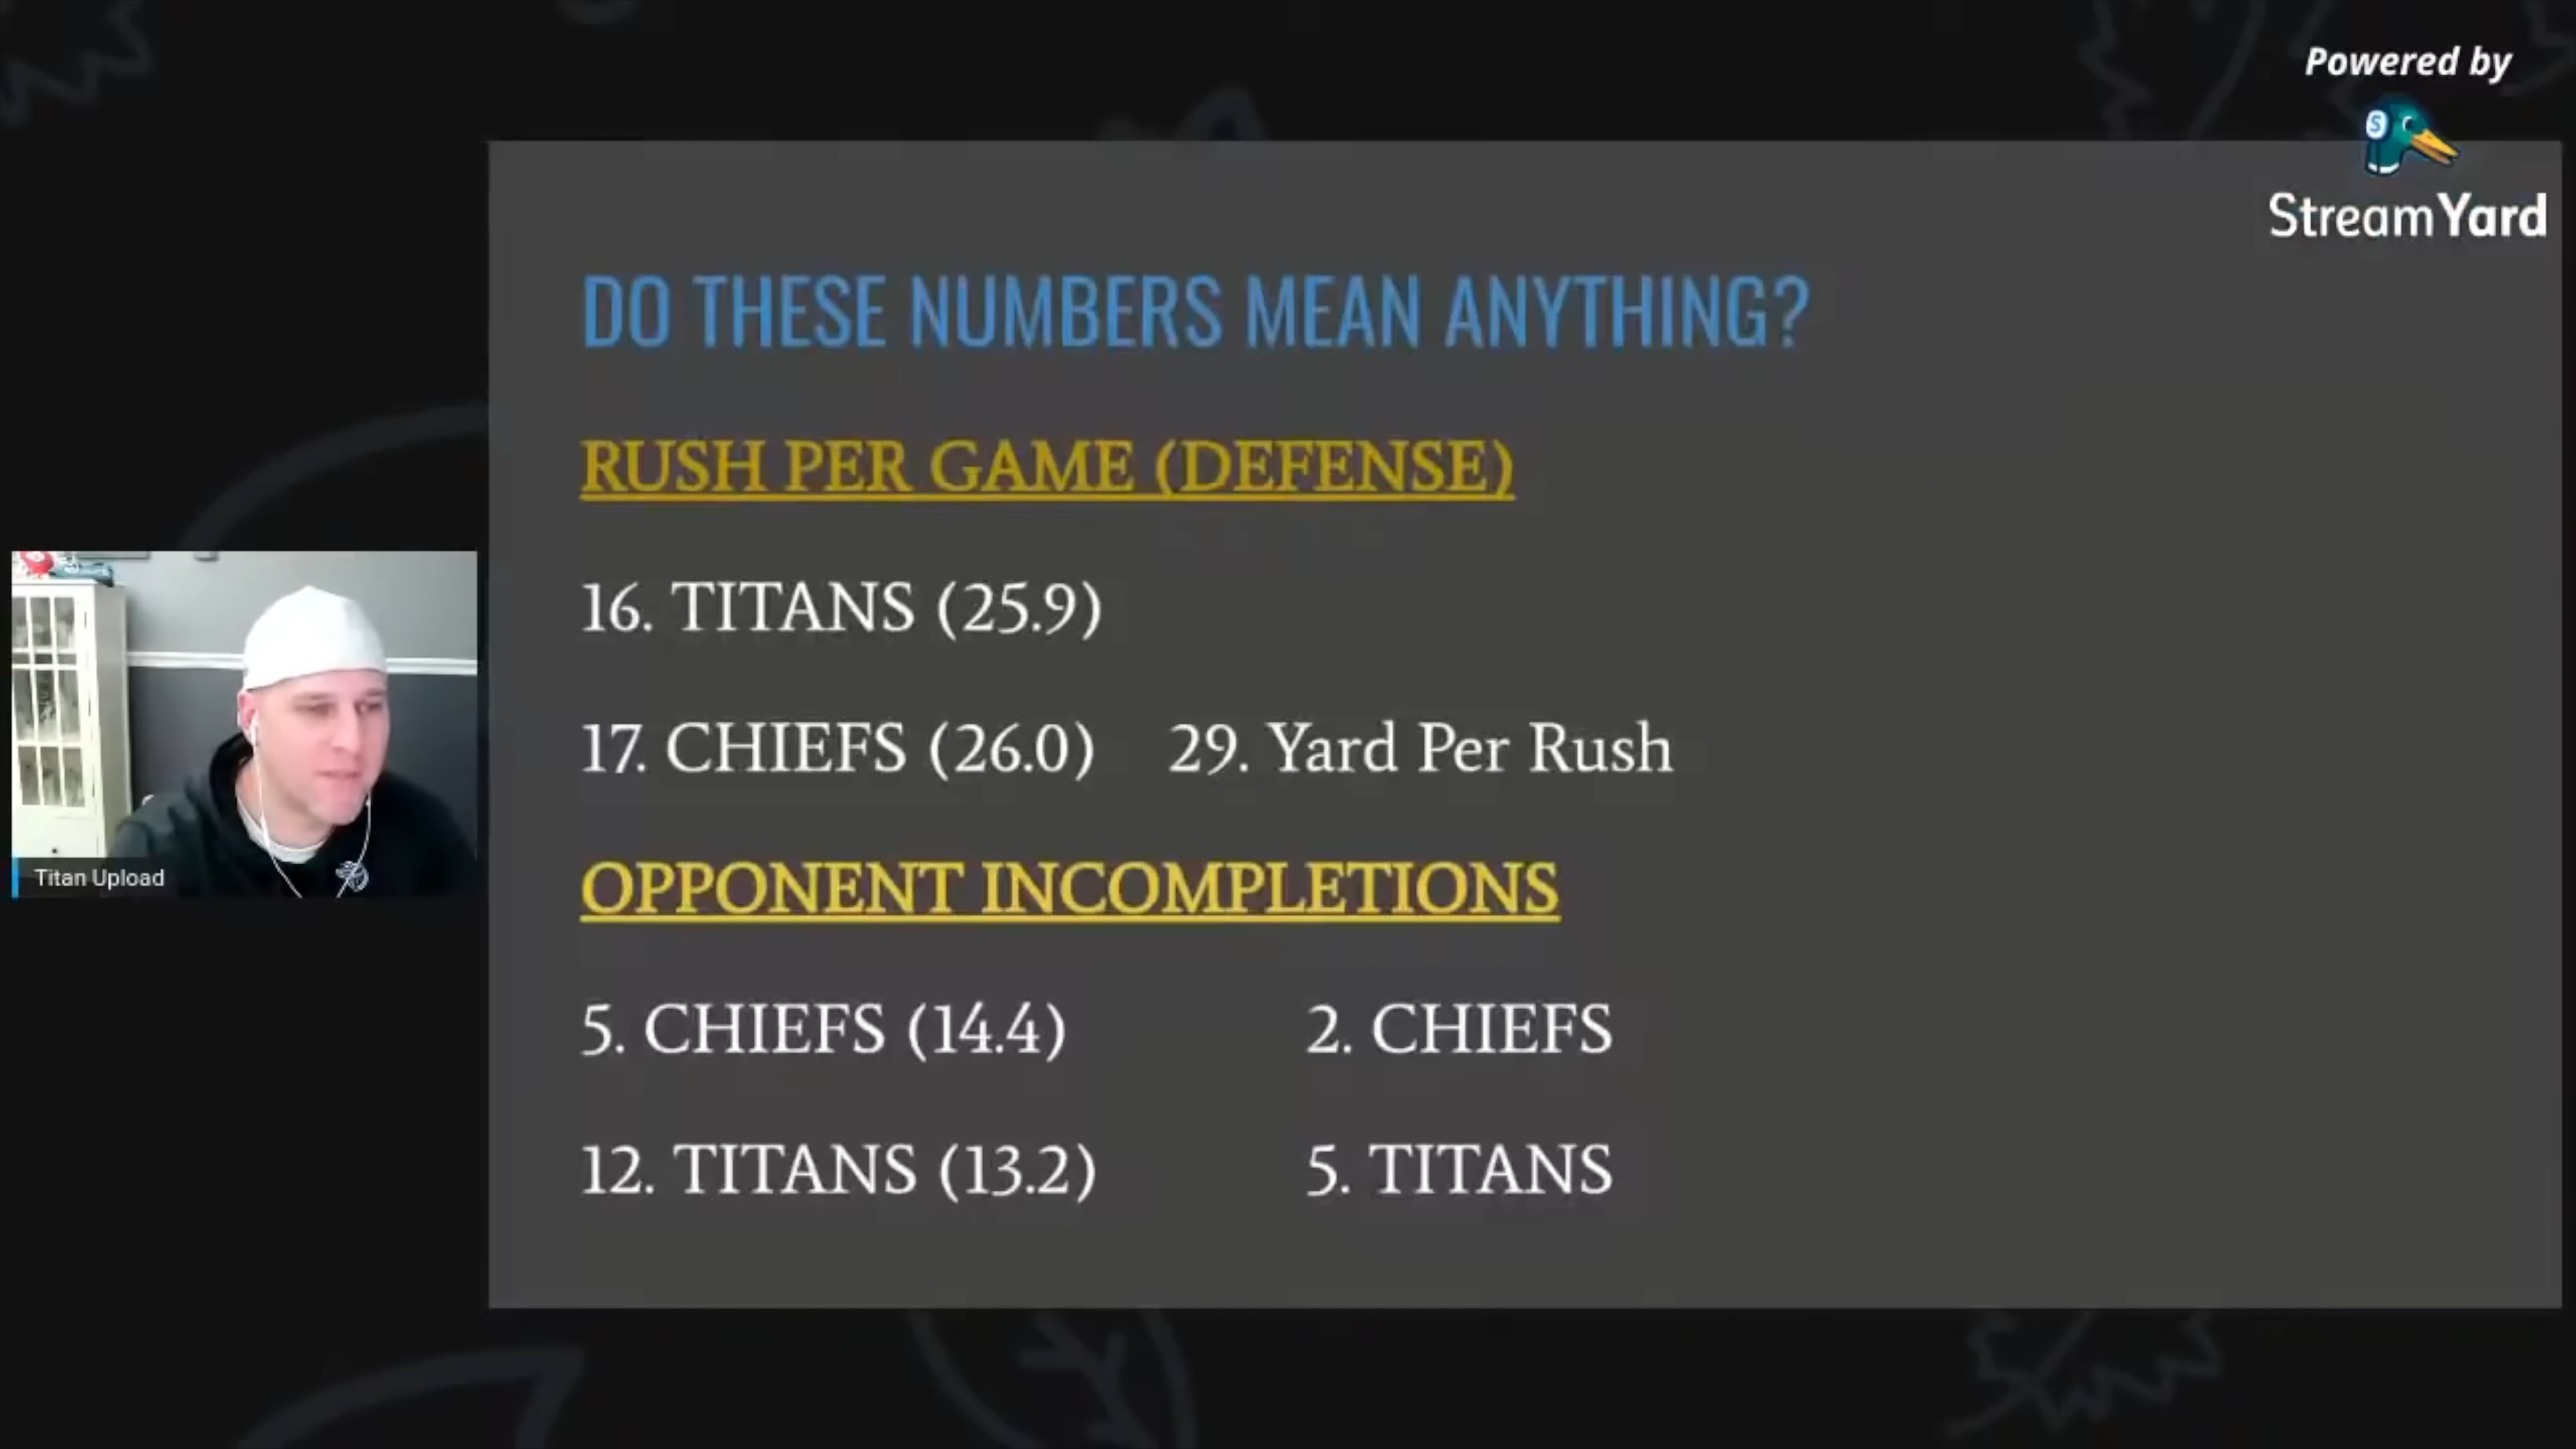 Powered by
StreamYard
DO THESE NUMBERS MEAN ANYTHING?
RUSH PER GAME (DEFENSE)
16. TITANS (25.9)
17. CHIEFS (26.0) 29. Yard Per Rush
OPPONENT INCOMPLETIONS
5. CHIEFS (14.4) 2. CHIEFS
12. TITANS (13.2) 5. TITANS
Titan Upload